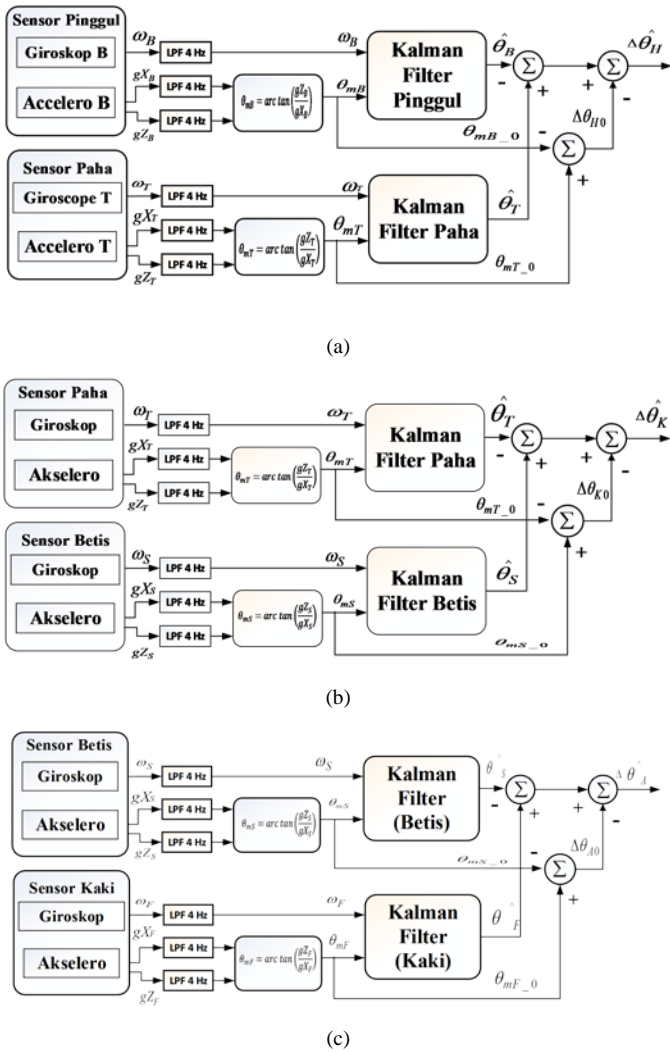 Sensor Pinggul
Giroskop B
Accelero B
ω_B
gX_B
gZ_B
LPF 4 Hz
LPF 4 Hz
LPF 4 Hz
θ_mB = arc tan(gZ_B/gX_B)
ω_B
θ_mB
Kalman
Filter
Pinggul
θ̂_B
-
Σ
+
+
Σ
-
Δθ̂_H
Δθ_H0
θ_mB_0
-
Σ
+
Sensor Paha
Giroscope T
Accelero T
ω_T
gX_T
gZ_T
LPF 4 Hz
LPF 4 Hz
LPF 4 Hz
θ_mT = arc tan(gZ_T/gX_T)
ω_T
θ_mT
Kalman
Filter Paha
θ̂_T
θ_mT_0
(a)
Sensor Paha
Giroskop
Akselero
ω_T
gX_T
gZ_T
LPF 4 Hz
LPF 4 Hz
LPF 4 Hz
θ_mT = arc tan(gZ_T/gX_T)
ω_T
θ_mT
Kalman
Filter Paha
θ̂_T
-
Σ
+
+
Σ
-
Δθ̂_K
Δθ_K0
θ_mT_0
-
Σ
+
Sensor Betis
Giroskop
Akselero
ω_S
gX_S
gZ_S
LPF 4 Hz
LPF 4 Hz
LPF 4 Hz
θ_mS = arc tan(gZ_S/gX_S)
ω_S
θ_mS
Kalman
Filter Betis
θ̂_S
θ_mS_0
(b)
Sensor Betis
Giroskop
Akselero
ω_S
gX_S
gZ_S
LPF 4 Hz
LPF 4 Hz
LPF 4 Hz
θ_mS = arc tan(gZ_S/gX_S)
ω_S
θ_mS
Kalman
Filter
(Betis)
θ̂_S
-
Σ
+
+
Σ
-
Δθ̂_A
Δθ_A0
θ_mS_0
-
Σ
+
Sensor Kaki
Giroskop
Akselero
ω_F
gX_F
gZ_F
LPF 4 Hz
LPF 4 Hz
LPF 4 Hz
θ_mF = arc tan(gZ_F/gX_F)
ω_F
θ_mF
Kalman
Filter
(Kaki)
θ̂_F
θ_mF_0
(c)